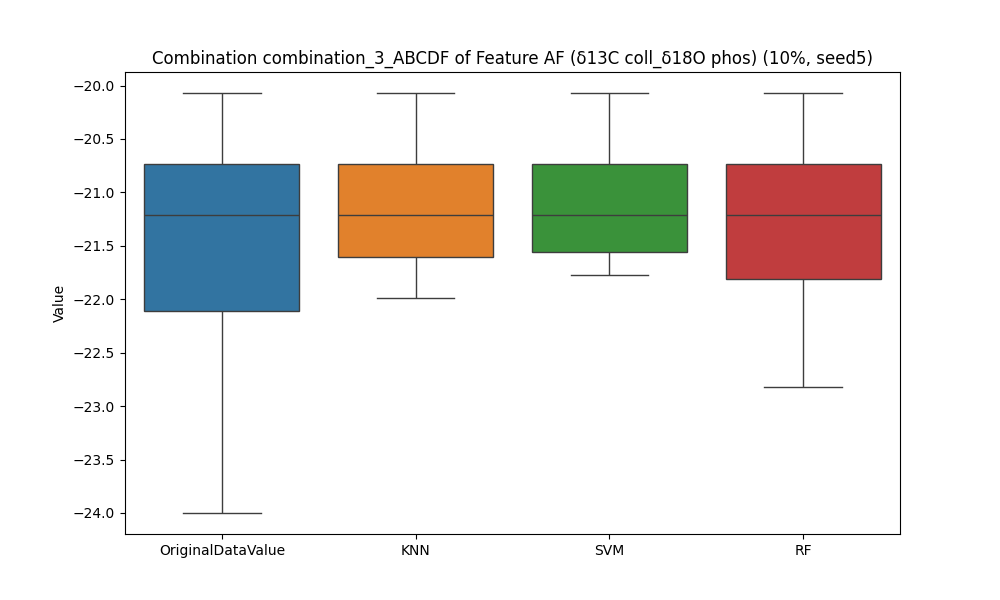 Combination combination_3_ABCDF of Feature AF (δ13C coll_δ18O phos) (10%, seed5)
−20.0
−20.5
−21.0
−21.5
−22.0
−22.5
−23.0
−23.5
−24.0
Value
OriginalDataValue
KNN
SVM
RF